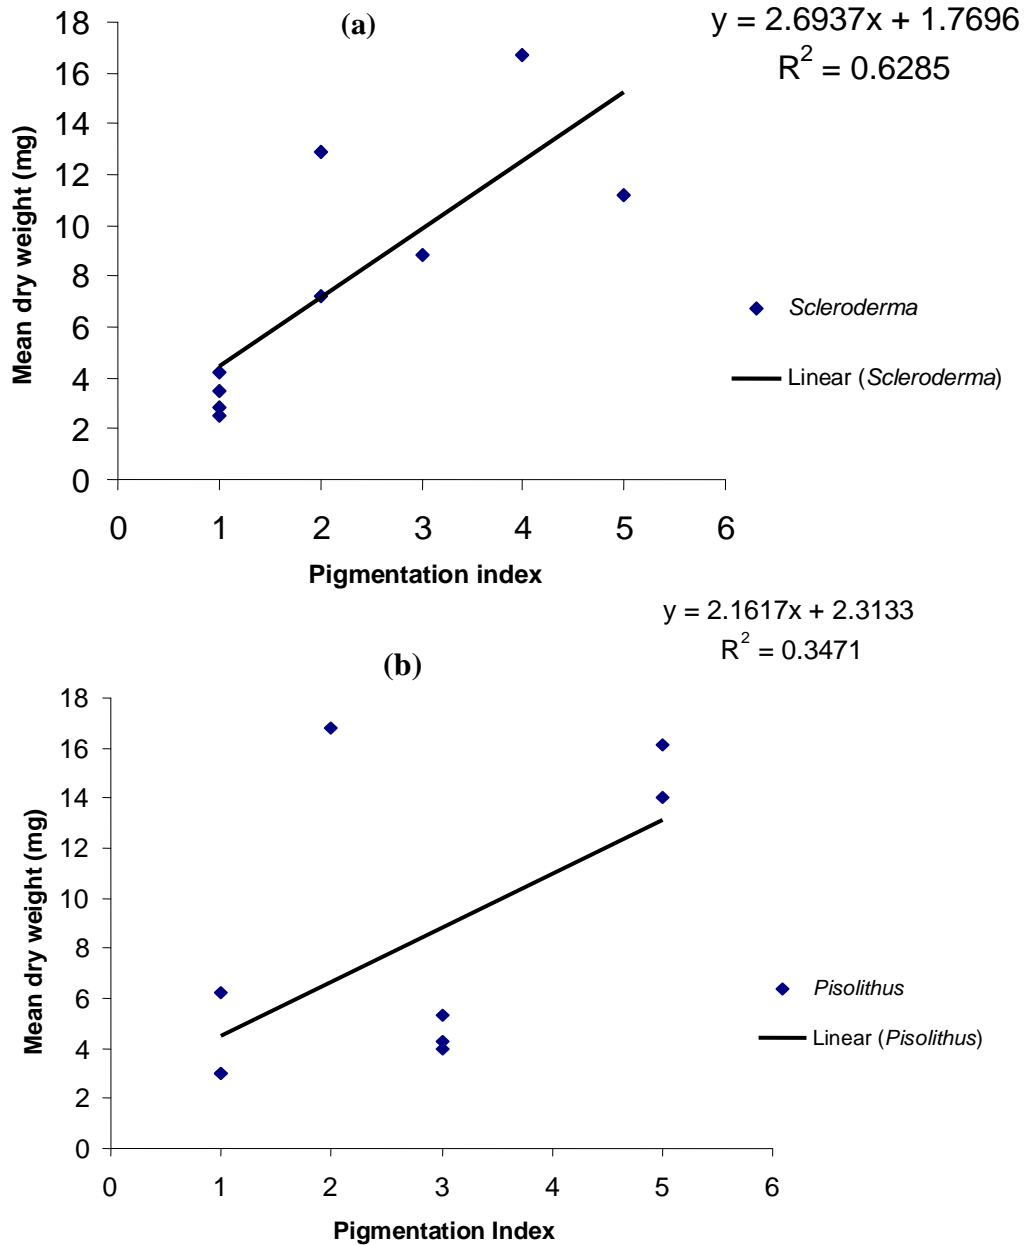 (a)
y = 2.6937x + 1.7696
R² = 0.6285
18
16
14
12
10
8
6
4
2
0
Mean dry weight (mg)
0 1 2 3 4 5 6
Pigmentation index
Scleroderma
Linear (Scleroderma)
y = 2.1617x + 2.3133
R² = 0.3471
(b)
18
16
14
12
10
8
6
4
2
0
Mean dry weight (mg)
0 1 2 3 4 5 6
Pigmentation Index
Pisolithus
Linear (Pisolithus)